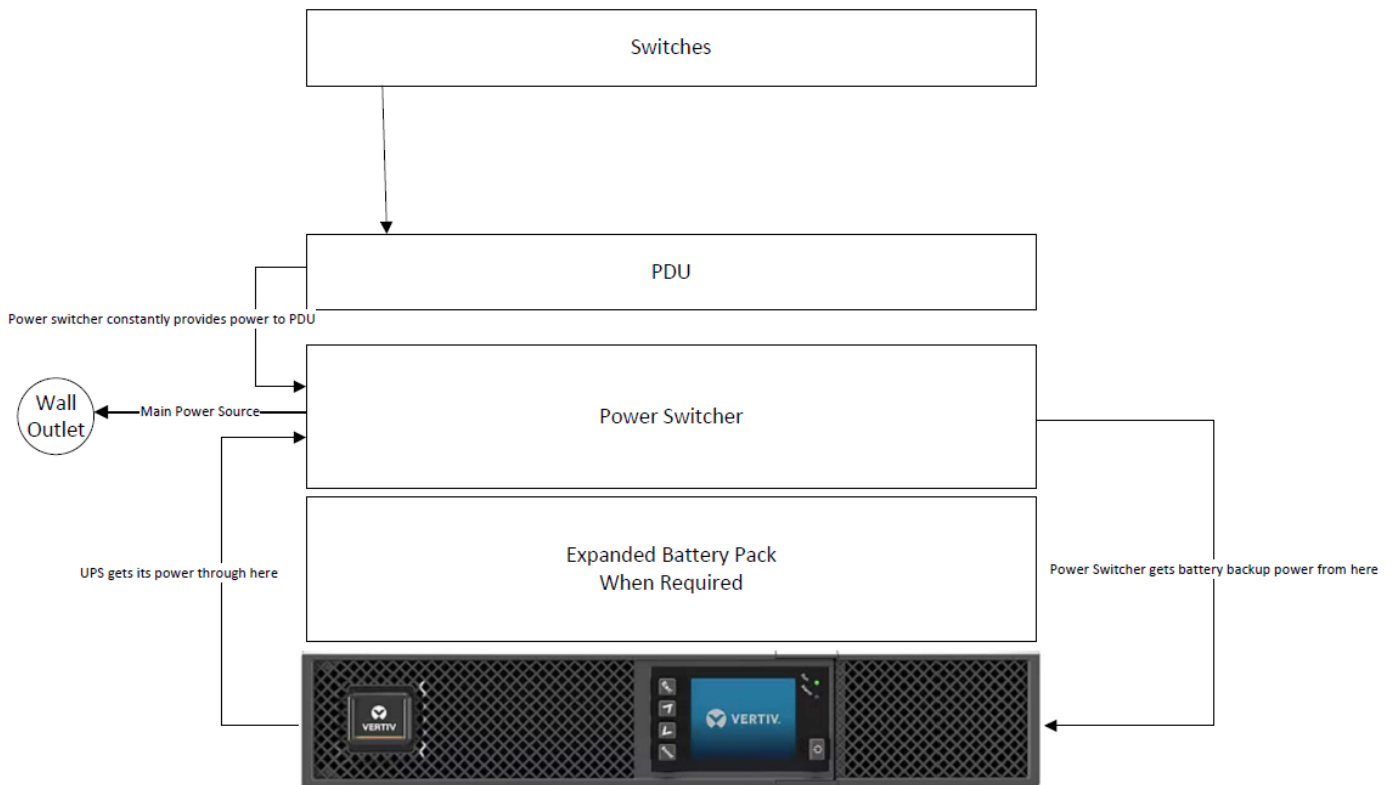 Switches
PDU
Power switcher constantly provides power to PDU
Wall
Outlet
Main Power Source
Power Switcher
Expanded Battery Pack
When Required
UPS gets its power through here
Power Switcher gets battery backup power from here
VERTIV
VERTIV.